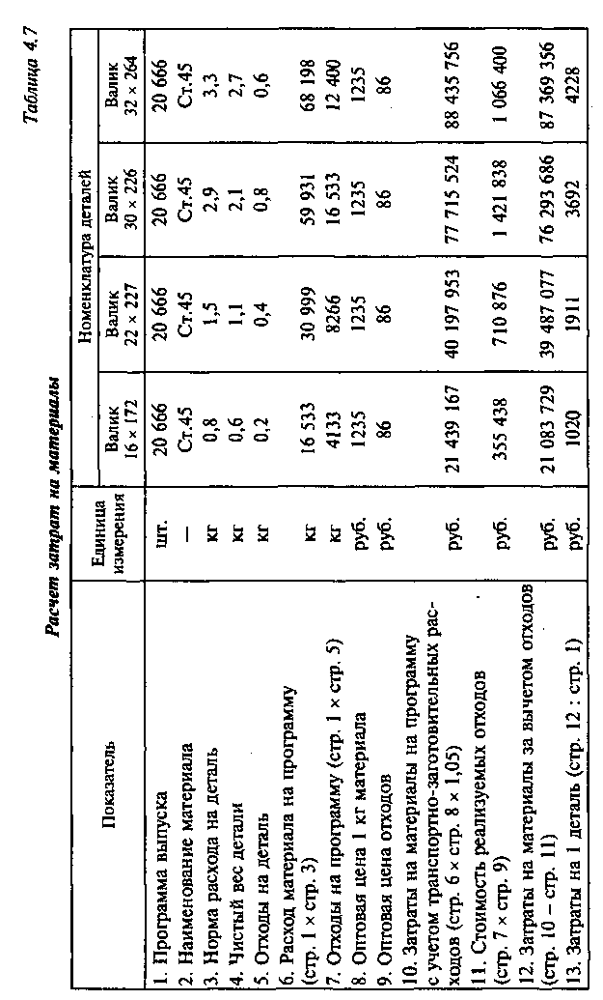 Таблица 4.7
Расчет затрат на материалы
Показатель | Единица измерения | Номенклатура деталей
Валик 16 × 172 | Валик 22 × 227 | Валик 30 × 226 | Валик 32 × 264
1. Программа выпуска | шт. | 20 666 | 20 666 | 20 666 | 20 666
2. Наименование материала | — | Ст.45 | Ст.45 | Ст.45 | Ст.45
3. Норма расхода на деталь | кг | 0,8 | 1,5 | 2,9 | 3,3
4. Чистый вес детали | кг | 0,6 | 1,1 | 2,1 | 2,7
5. Отходы на деталь | кг | 0,2 | 0,4 | 0,8 | 0,6
6. Расход материала на программу
(стр. 1 × стр. 3) | кг | 16 533 | 30 999 | 59 931 | 68 198
7. Отходы на программу (стр. 1 × стр. 5) | кг | 4133 | 8266 | 16 533 | 12 400
8. Оптовая цена 1 кг материала | руб. | 1235 | 1235 | 1235 | 1235
9. Оптовая цена отходов | руб. | 86 | 86 | 86 | 86
10. Затраты на материалы на программу
с учетом транспортно-заготовительных рас-
ходов (стр. 6 × стр. 8 × 1,05) | руб. | 21 439 167 | 40 197 953 | 77 715 524 | 88 435 756
11. Стоимость реализуемых отходов
(стр. 7 × стр. 9) | руб. | 355 438 | 710 876 | 1 421 838 | 1 066 400
12. Затраты на материалы за вычетом отходов
(стр. 10 – стр. 11) | руб. | 21 083 729 | 39 487 077 | 76 293 686 | 87 369 356
13. Затраты на 1 деталь (стр. 12 : стр. 1) | руб. | 1020 | 1911 | 3692 | 4228